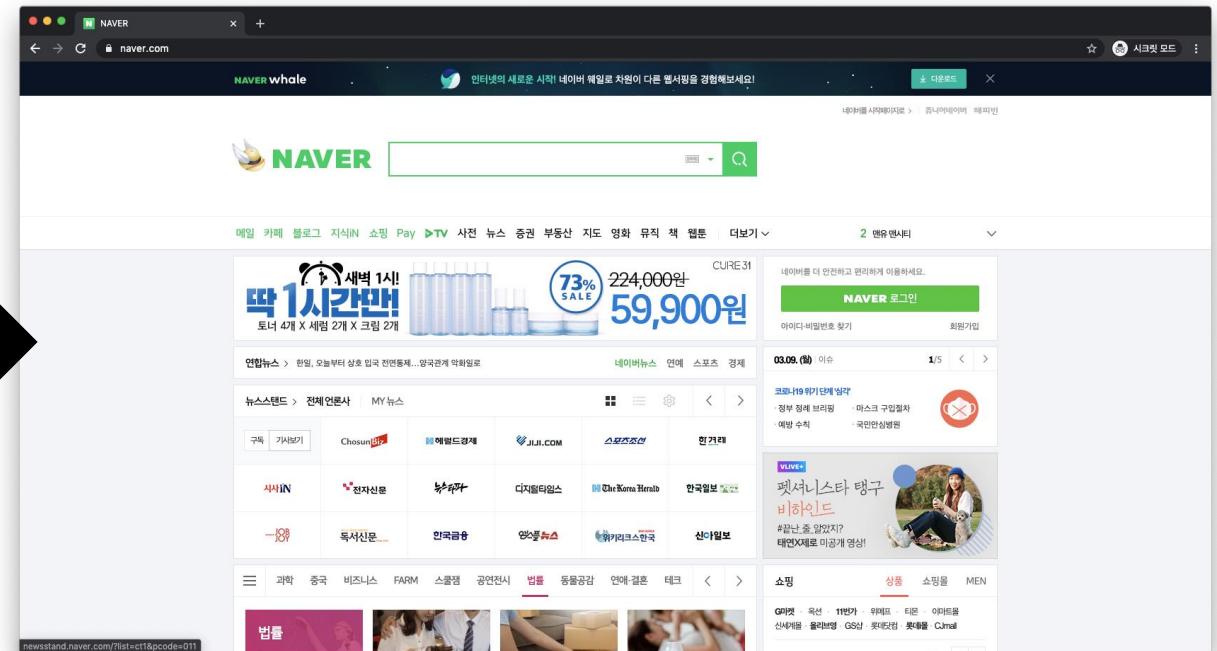 NAVER
naver.com
시크릿 모드
NAVER whale
인터넷의 새로운 시작! 네이버 웨일로 차원이 다른 웹서핑을 경험해보세요!
다운로드
네이버를 시작페이지로 > 쥬니어네이버 해피빈
NAVER
메일 카페 블로그 지식iN 쇼핑 Pay TV 사전 뉴스 증권 부동산 지도 영화 뮤직 책 웹툰 더보기
2 맨유 맨시티
새벽 1시!
딱 1시간만!
토너 4개 X 세럼 2개 X 크림 2개
73% SALE
CURE 31
224,000원
59,900원
네이버를 더 안전하고 편리하게 이용하세요.
NAVER 로그인
아이디·비밀번호 찾기 회원가입
연합뉴스 > 한일, 오늘부터 상호 입국 전면통제…양국관계 악화일로
네이버뉴스 연예 스포츠 경제
03.09. (월) 이슈 1/5 < >
뉴스스탠드 > 전체 언론사 MY 뉴스 < >
코로나19 위기 단계 '심각'
· 정부 정례 브리핑 · 마스크 구입절차
· 예방 수칙 · 국민안심병원
구독 기사보기 ChosunBiz 헤럴드경제 JIJI.COM 스포츠조선 한겨레
시사IN 전자신문 뉴스타파 디지털타임스 The Korea Herald 한국일보
JOB JOY 독서신문 한국금융 앳스타일 위키리크스한국 신아일보
VLIVE+
펫셔니스타 탱구
비하인드
#끝난 줄 알았지?
태연X제로 미공개 영상!
과학 중국 비즈니스 FARM 스쿨잼 공연전시 법률 동물공감 연애·결혼 테크 < >
쇼핑 상품 쇼핑몰 MEN
G마켓 · 옥션 · 11번가 · 위메프 · 티몬 · 이마트몰
신세계몰 · 올리브영 · GS샵 · 롯데닷컴 · 롯데i몰 · CJmall
법률
newsstand.naver.com/?list=ct1&pcode=011